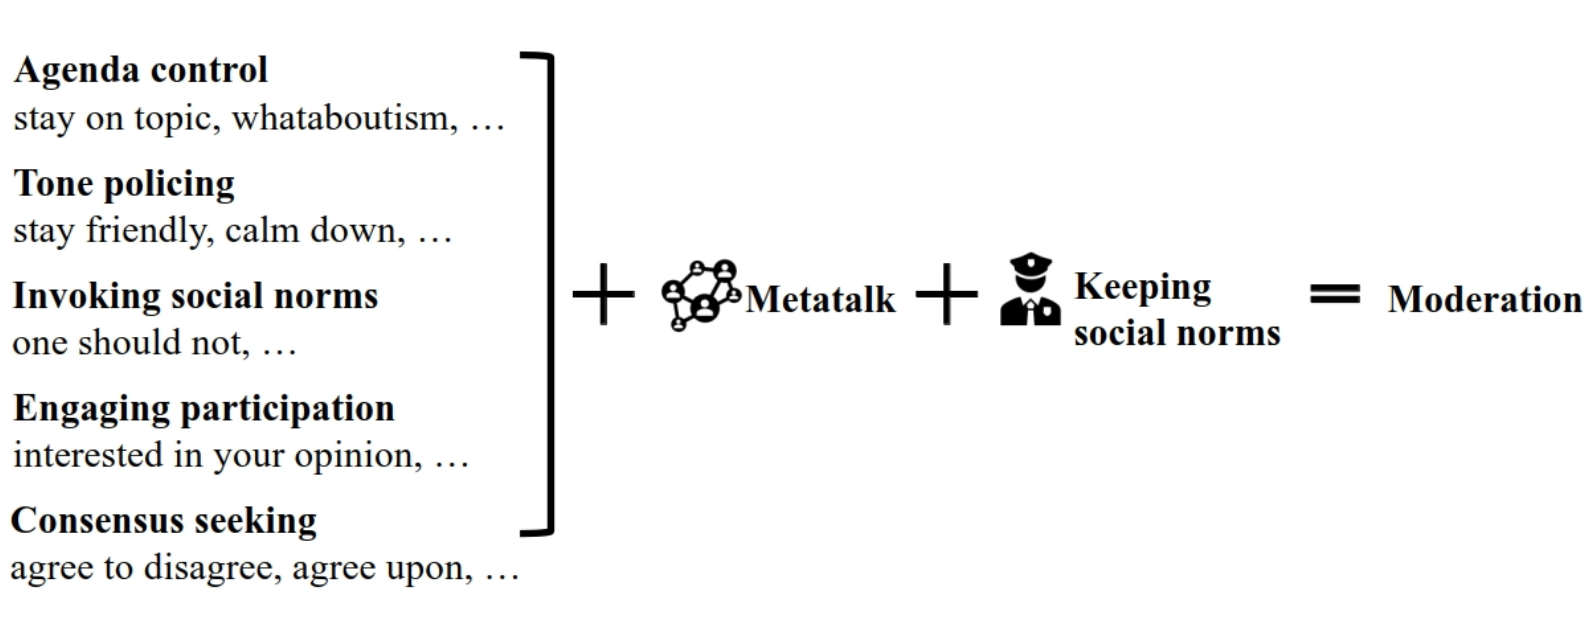 Agenda control
stay on topic, whataboutism, …
Tone policing
stay friendly, calm down, …
Invoking social norms
one should not, …
Engaging participation
interested in your opinion, …
Consensus seeking
agree to disagree, agree upon, …
+ Metatalk + Keeping
social norms = Moderation